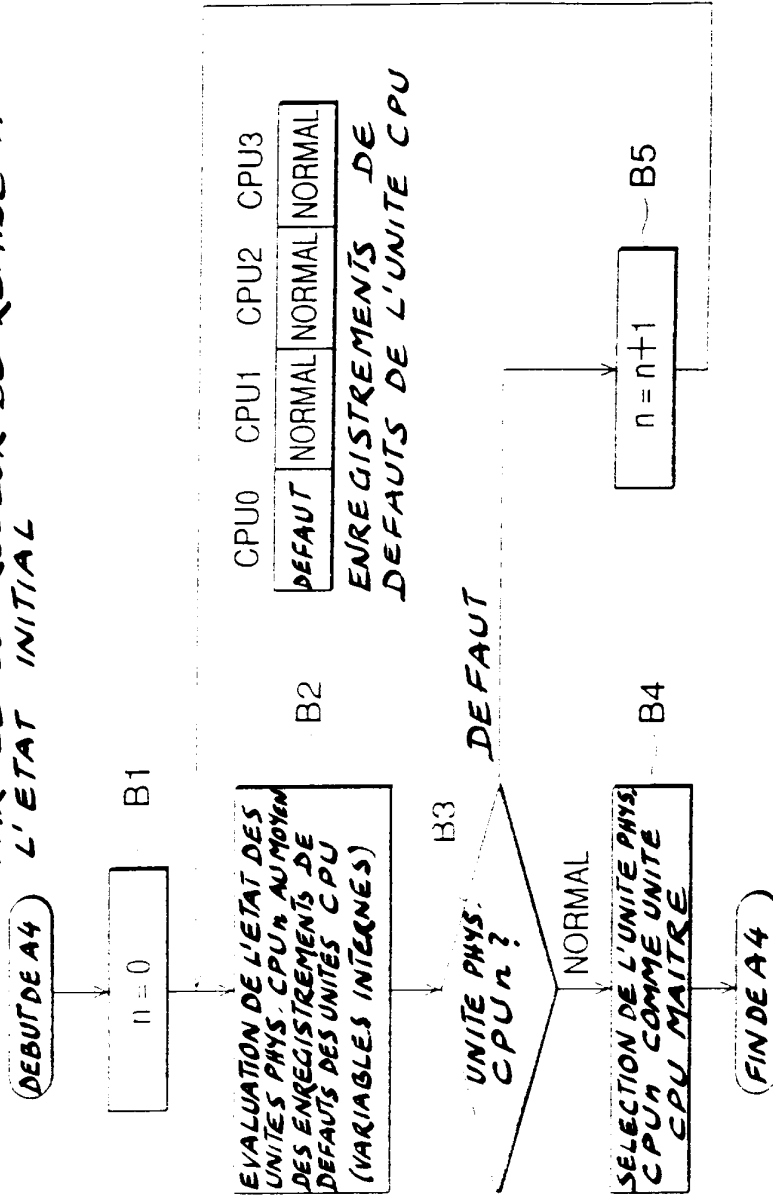 L'ETAT INITIAL
DEBUT DE A4
n = 0
B1
EVALUATION DE L'ETAT DES
UNITES PHYS. CPUn AU MOYEN
DES ENREGISTREMENTS DE
DEFAUTS DES UNITES CPU
(VARIABLES INTERNES)
B2
CPU0 CPU1 CPU2 CPU3
DEFAUT NORMAL NORMAL NORMAL
ENREGISTREMENTS DE
DEFAUTS DE L'UNITE CPU
UNITE PHYS.
CPUn?
B3
DEFAUT
NORMAL
n = n+1
B5
SELECTION DE L'UNITE PHYS.
CPUn COMME UNITE
CPU MAITRE
B4
FIN DE A4